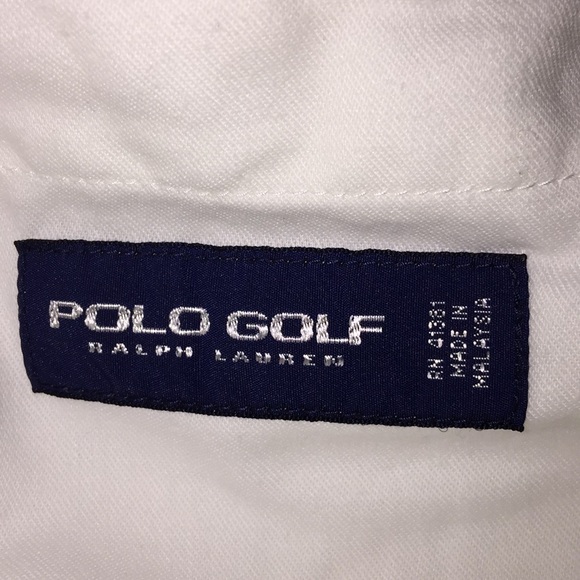 POLO GOLF
RALPH LAUREN
RN 41381
MADE IN
MALAYSIA